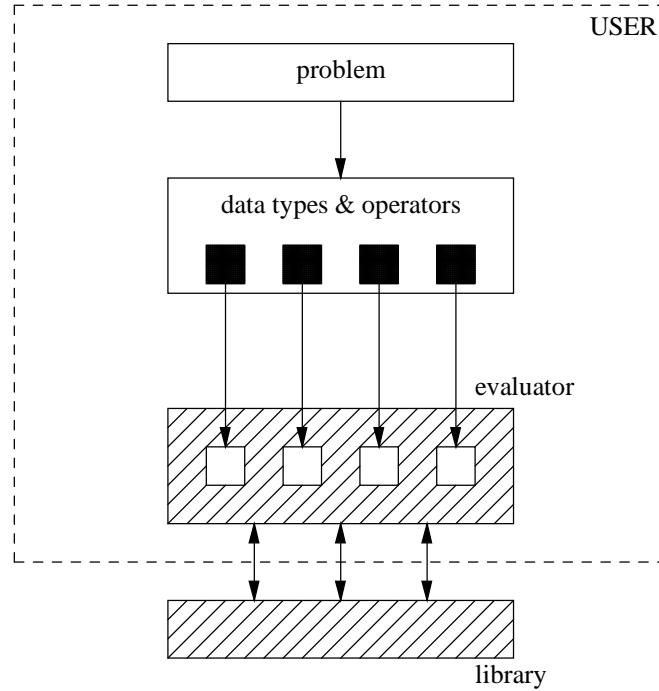 USER
problem
data types & operators
evaluator
library